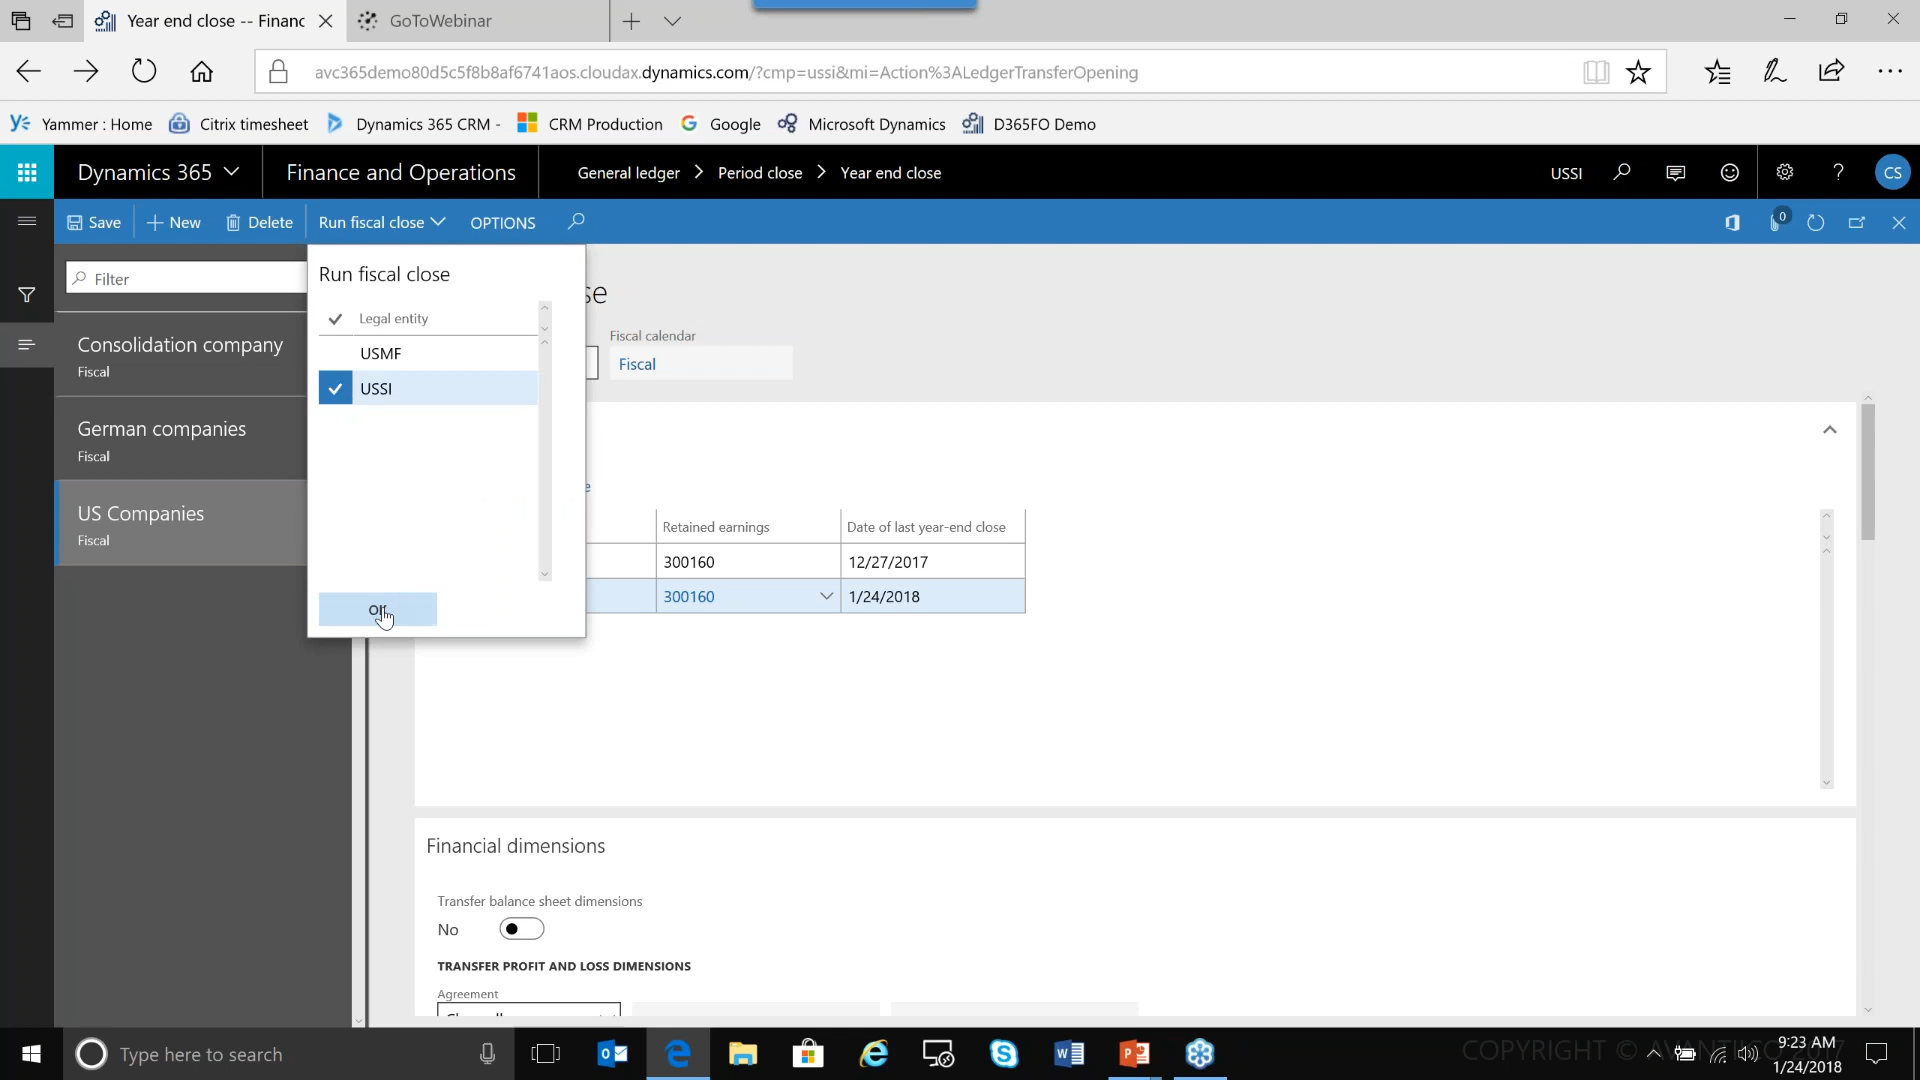 Year end close -- Financ
GoToWebinar
avc365demo80d5c5f8b8af6741aos.cloudax.dynamics.com/?cmp=ussi&mi=Action%3ALedgerTransferOpening
Yammer : Home
Citrix timesheet
Dynamics 365 CRM -
CRM Production
Google
Microsoft Dynamics
D365FO Demo
Dynamics 365
Finance and Operations
General ledger
Period close
Year end close
USSI
?
CS
Save
New
Delete
Run fiscal close
OPTIONS
0
Filter
Run fiscal close
se
Legal entity
Fiscal calendar
Consolidation company
Fiscal
USMF
Fiscal
USSI
German companies
Fiscal
e
US Companies
Fiscal
Retained earnings
Date of last year-end close
300160
12/27/2017
300160
1/24/2018
OK
Financial dimensions
Transfer balance sheet dimensions
No
TRANSFER PROFIT AND LOSS DIMENSIONS
Agreement
Type here to search
COPYRIGHT © AVANTIICO 2017
9:23 AM
1/24/2018